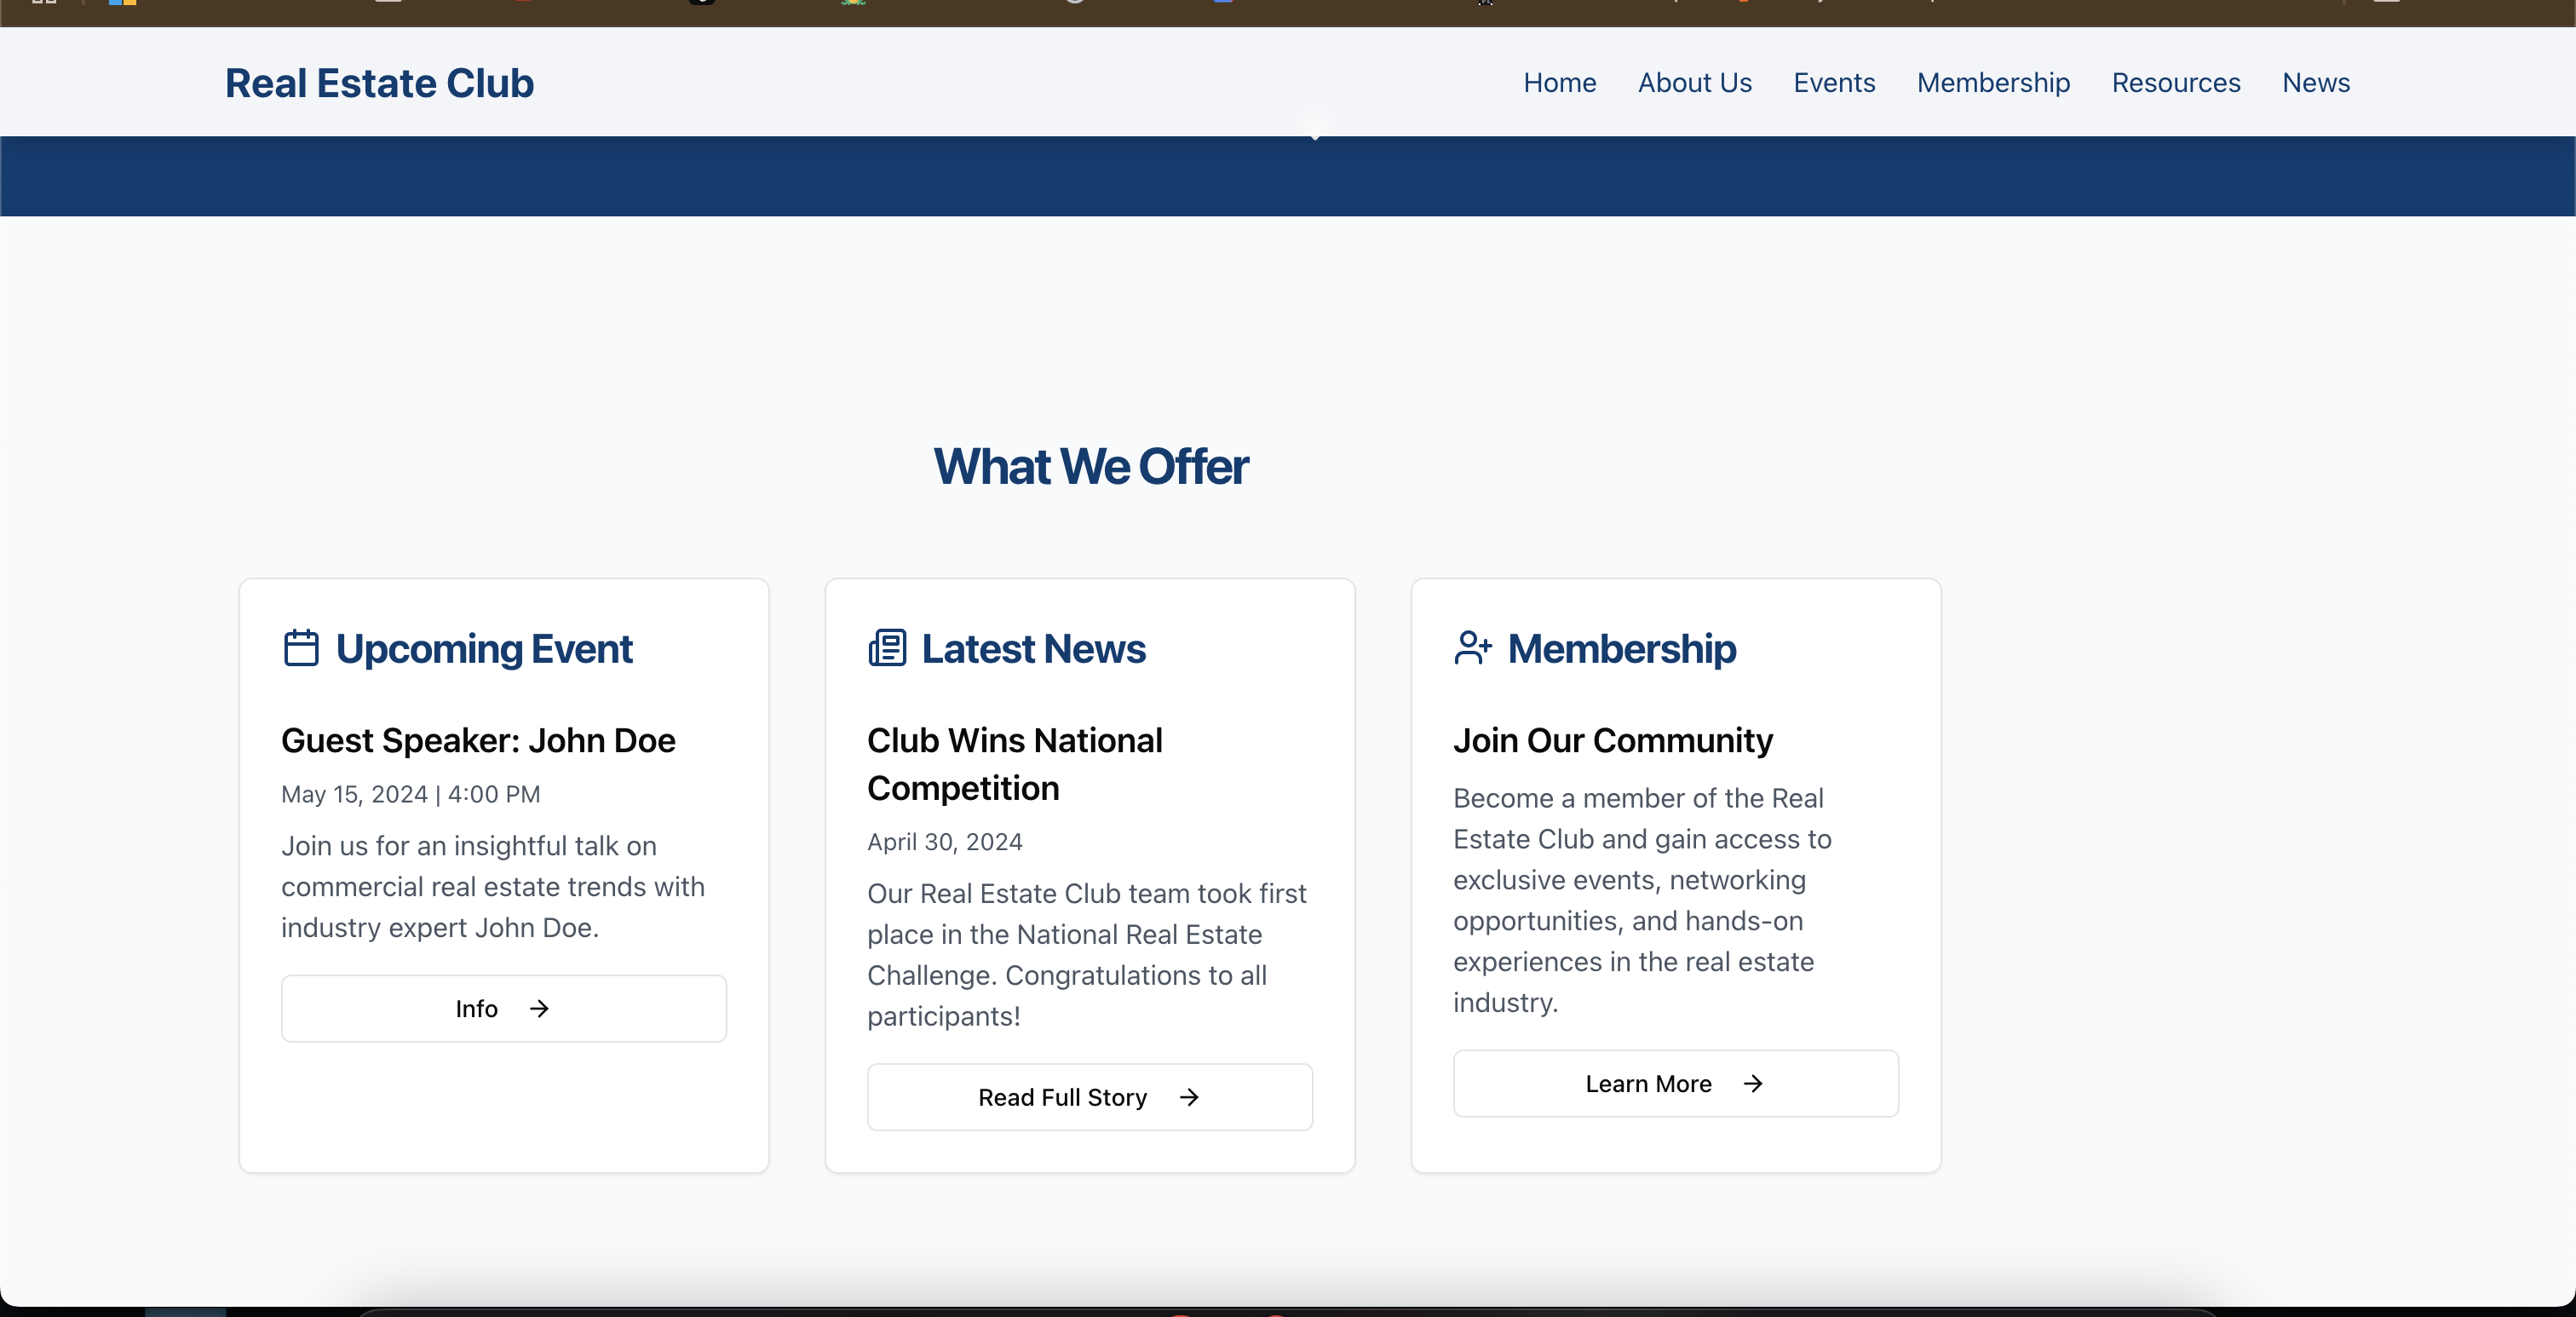 Real Estate Club
Home About Us Events Membership Resources News
What We Offer
Upcoming Event
Guest Speaker: John Doe
May 15, 2024 | 4:00 PM
Join us for an insightful talk on
commercial real estate trends with
industry expert John Doe.
Info
Latest News
Club Wins National
Competition
April 30, 2024
Our Real Estate Club team took first
place in the National Real Estate
Challenge. Congratulations to all
participants!
Read Full Story
Membership
Join Our Community
Become a member of the Real
Estate Club and gain access to
exclusive events, networking
opportunities, and hands-on
experiences in the real estate
industry.
Learn More